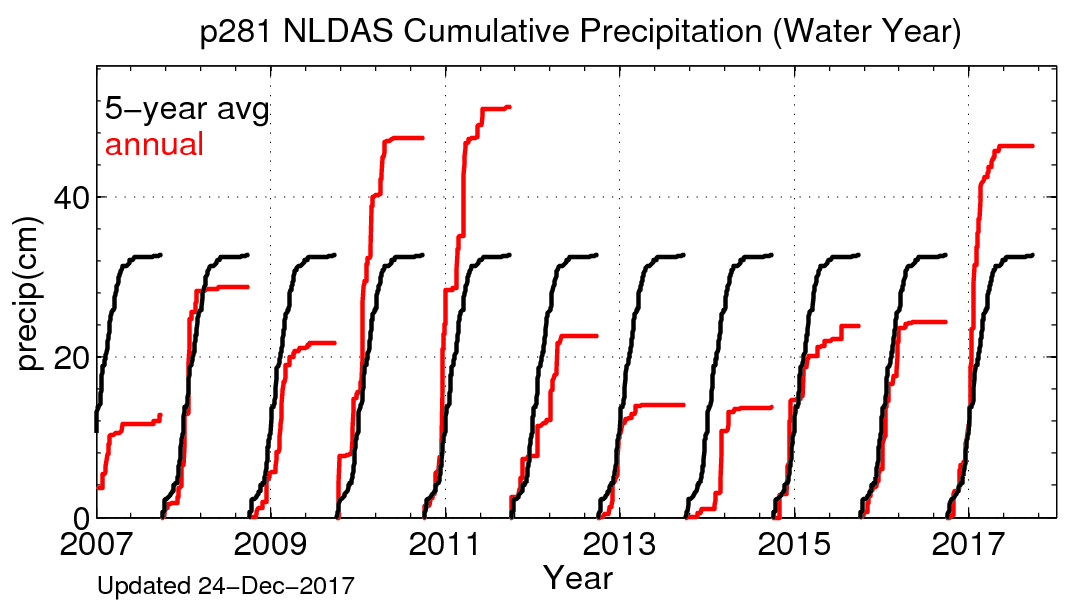 p281 NLDAS Cumulative Precipitation (Water Year)
5−year avg
annual
precip(cm)
40
20
0
2007 2009 2011 2013 2015 2017
Year
Updated 24−Dec−2017